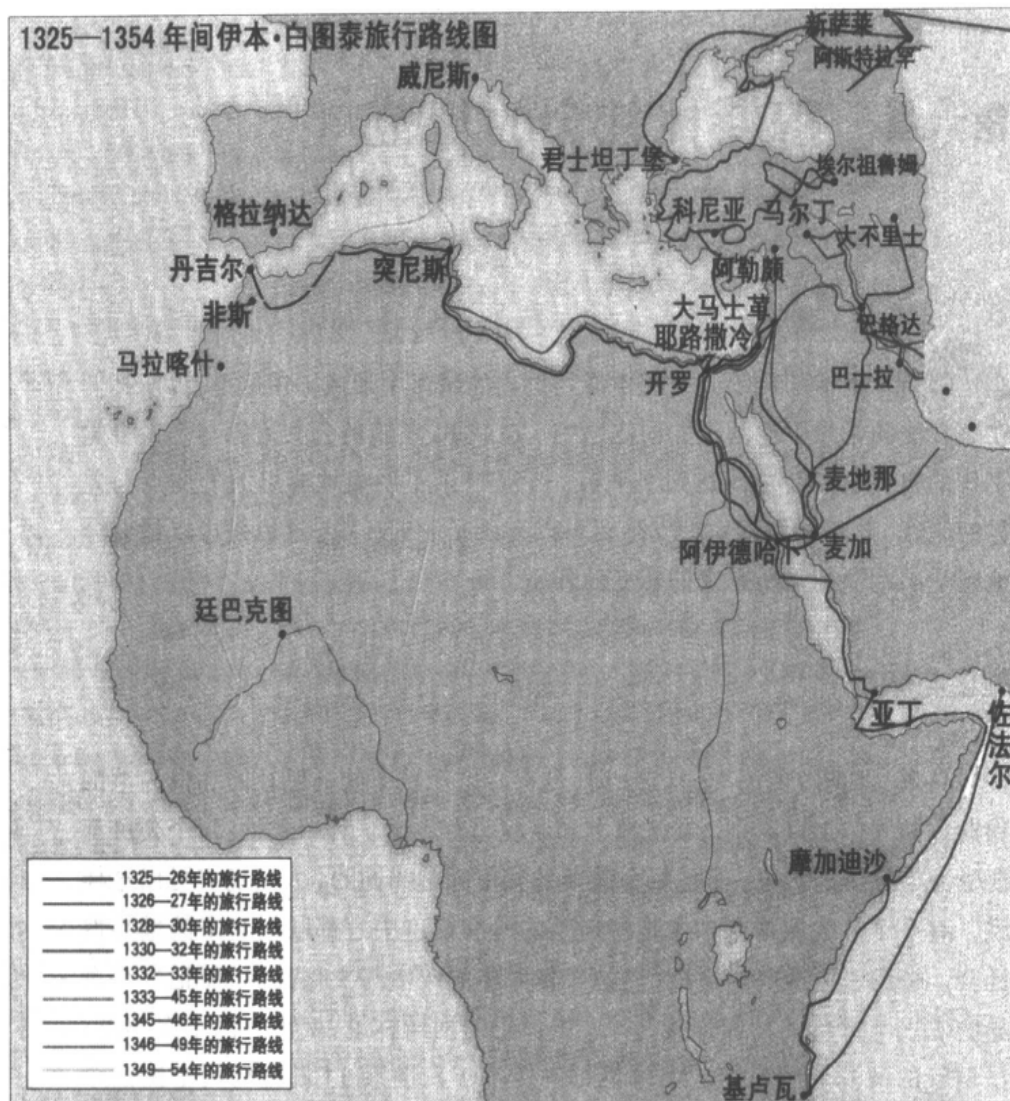 1325—1354年间伊本·白图泰旅行路线图
新萨莱
阿斯特拉罕
威尼斯
君士坦丁堡
埃尔祖鲁姆
格拉纳达
科尼亚
马尔丁
大不里士
丹吉尔
突尼斯
阿勒颇
非斯
大马士革
巴格达
耶路撒冷
马拉喀什
开罗
巴士拉
麦地那
阿伊德哈卜
麦加
廷巴克图
亚丁
佐法尔
摩加迪沙
基卢瓦
1325—26年的旅行路线
1326—27年的旅行路线
1328—30年的旅行路线
1330—32年的旅行路线
1332—33年的旅行路线
1333—45年的旅行路线
1345—46年的旅行路线
1346—49年的旅行路线
1349—54年的旅行路线